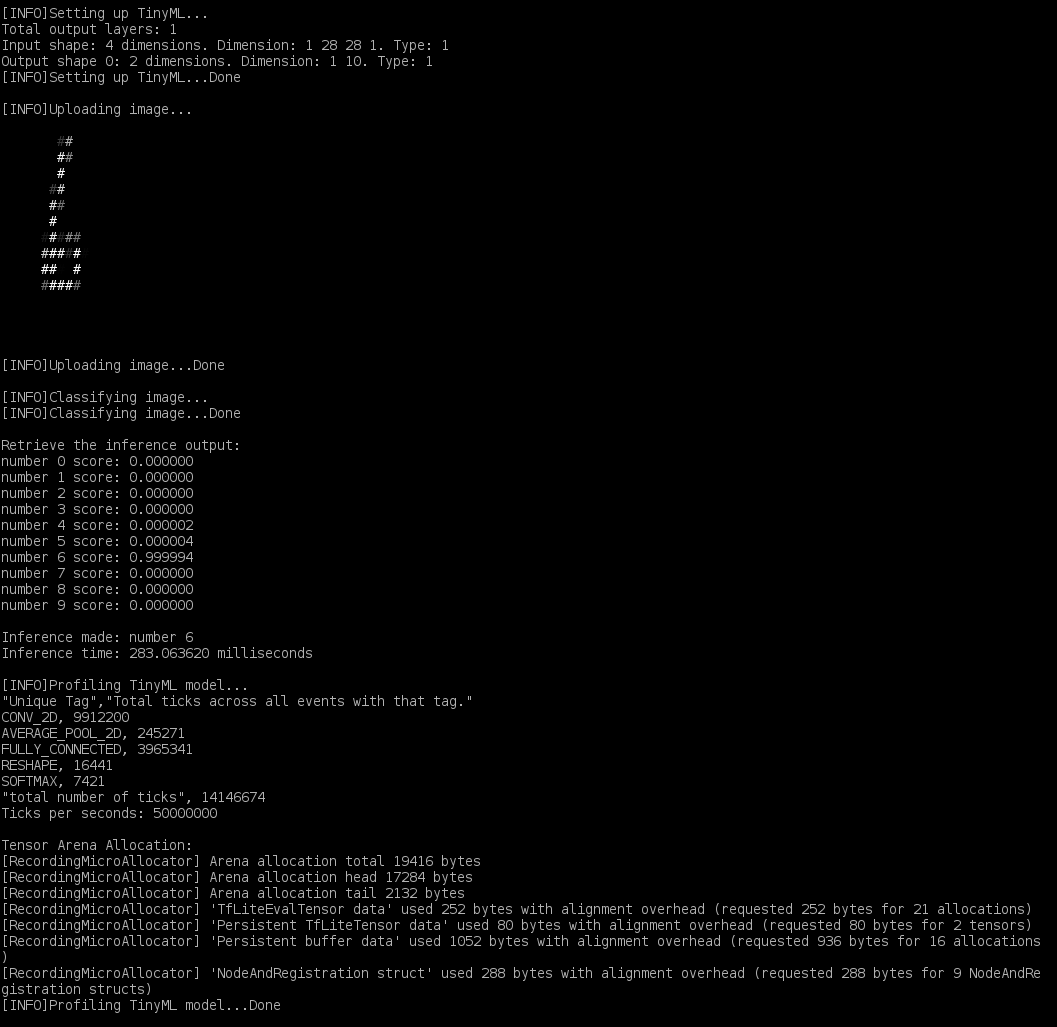 [INFO]Setting up TinyML...
Total output layers: 1
Input shape: 4 dimensions. Dimension: 1 28 28 1. Type: 1
Output shape 0: 2 dimensions. Dimension: 1 10. Type: 1
[INFO]Setting up TinyML...Done
[INFO]Uploading image...
       ##
       ##
       #
      ##
      ##
      #
     #####
     #####
     ##  #
     #####
[INFO]Uploading image...Done
[INFO]Classifying image...
[INFO]Classifying image...Done
Retrieve the inference output:
number 0 score: 0.000000
number 1 score: 0.000000
number 2 score: 0.000000
number 3 score: 0.000000
number 4 score: 0.000002
number 5 score: 0.000004
number 6 score: 0.999994
number 7 score: 0.000000
number 8 score: 0.000000
number 9 score: 0.000000
Inference made: number 6
Inference time: 283.063620 milliseconds
[INFO]Profiling TinyML model...
"Unique Tag","Total ticks across all events with that tag."
CONV_2D, 9912200
AVERAGE_POOL_2D, 245271
FULLY_CONNECTED, 3965341
RESHAPE, 16441
SOFTMAX, 7421
"total number of ticks", 14146674
Ticks per seconds: 50000000
Tensor Arena Allocation:
[RecordingMicroAllocator] Arena allocation total 19416 bytes
[RecordingMicroAllocator] Arena allocation head 17284 bytes
[RecordingMicroAllocator] Arena allocation tail 2132 bytes
[RecordingMicroAllocator] 'TfLiteEvalTensor data' used 252 bytes with alignment overhead (requested 252 bytes for 21 allocations)
[RecordingMicroAllocator] 'Persistent TfLiteTensor data' used 80 bytes with alignment overhead (requested 80 bytes for 2 tensors)
[RecordingMicroAllocator] 'Persistent buffer data' used 1052 bytes with alignment overhead (requested 936 bytes for 16 allocations
)
[RecordingMicroAllocator] 'NodeAndRegistration struct' used 288 bytes with alignment overhead (requested 288 bytes for 9 NodeAndRe
gistration structs)
[INFO]Profiling TinyML model...Done